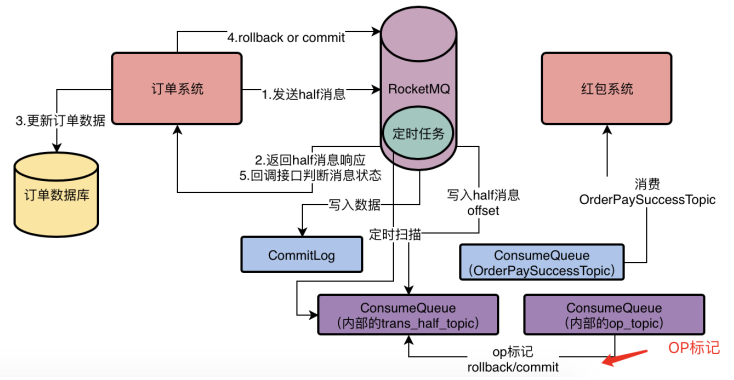 4.rollback or commit
订单系统
1.发送half消息
RocketMQ
红包系统
3.更新订单数据
定时任务
2.返回half消息响应
5.回调接口判断消息状态
订单数据库
写入数据
写入half消息
offset
消费
OrderPaySuccessTopic
定时扫描
CommitLog
ConsumeQueue
（OrderPaySuccessTopic）
ConsumeQueue
（内部的trans_half_topic）
ConsumeQueue
（内部的op_topic）
op标记
rollback/commit
OP标记